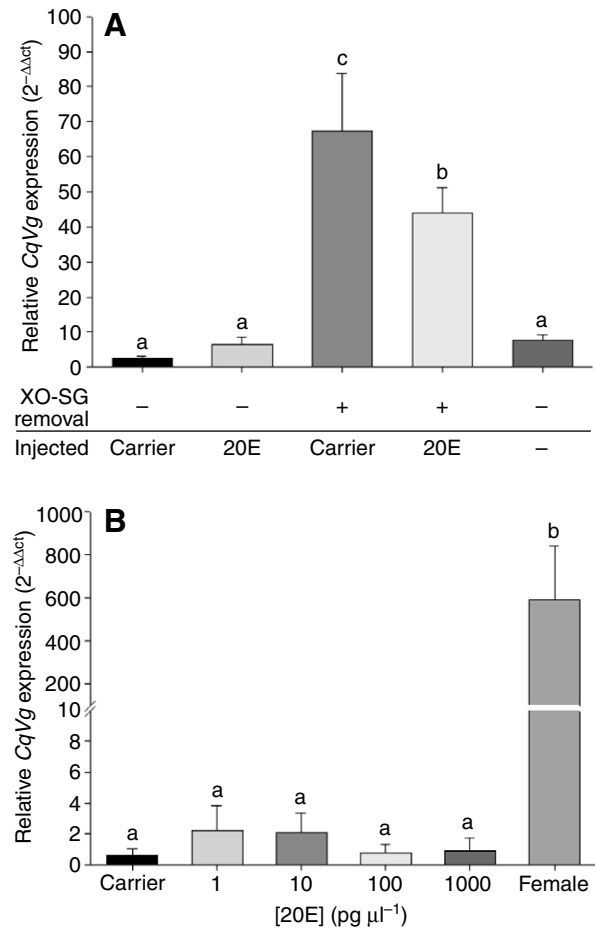 A
Relative CqVg expression (2⁻ΔΔct)
100
90
80
70
60
50
40
30
20
10
0
a
a
c
b
a
XO-SG
removal
– – + + –
Injected Carrier 20E Carrier 20E –
B
Relative CqVg expression (2⁻ΔΔct)
1000
800
600
400
200
10
8
6
4
2
0
a
a
a
a
a
b
Carrier 1 10 100 1000 Female
[20E] (pg µl⁻¹)